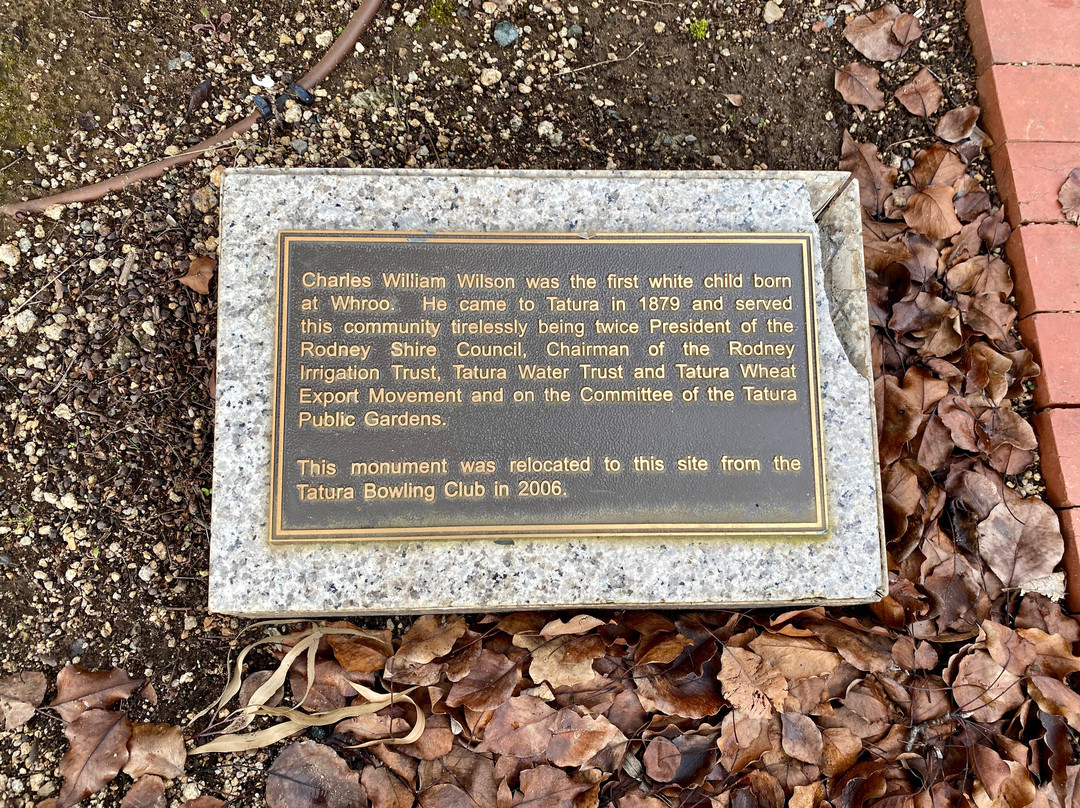 Charles William Wilson was the first white child born
at Whroo. He came to Tatura in 1879 and served
this community tirelessly being twice President of the
Rodney Shire Council, Chairman of the Rodney
Irrigation Trust, Tatura Water Trust and Tatura Wheat
Export Movement and on the Committee of the Tatura
Public Gardens.
This monument was relocated to this site from the
Tatura Bowling Club in 2006.